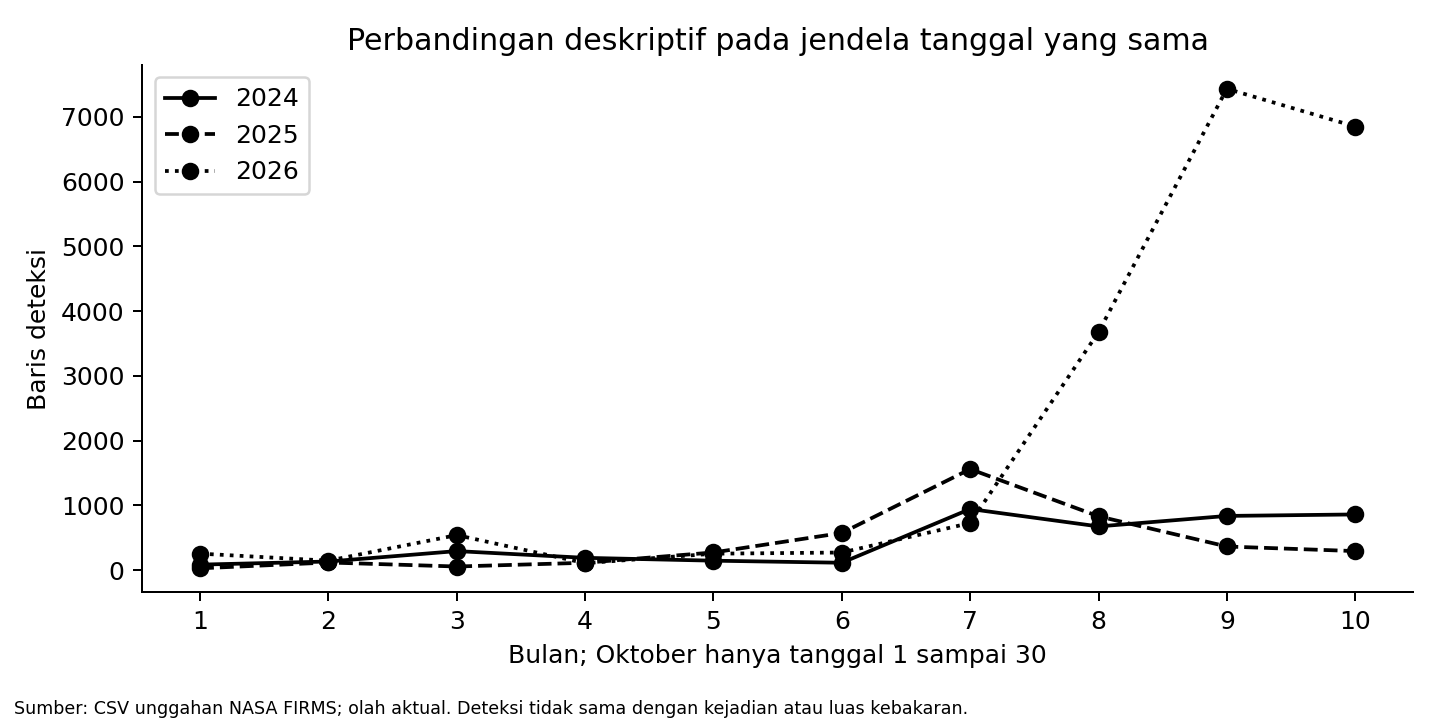 Perbandingan deskriptif pada jendela tanggal yang sama
2024
2025
2026
7000
6000
5000
4000
3000
2000
1000
0
Baris deteksi
1 2 3 4 5 6 7 8 9 10
Bulan; Oktober hanya tanggal 1 sampai 30
Sumber: CSV unggahan NASA FIRMS; olah aktual. Deteksi tidak sama dengan kejadian atau luas kebakaran.